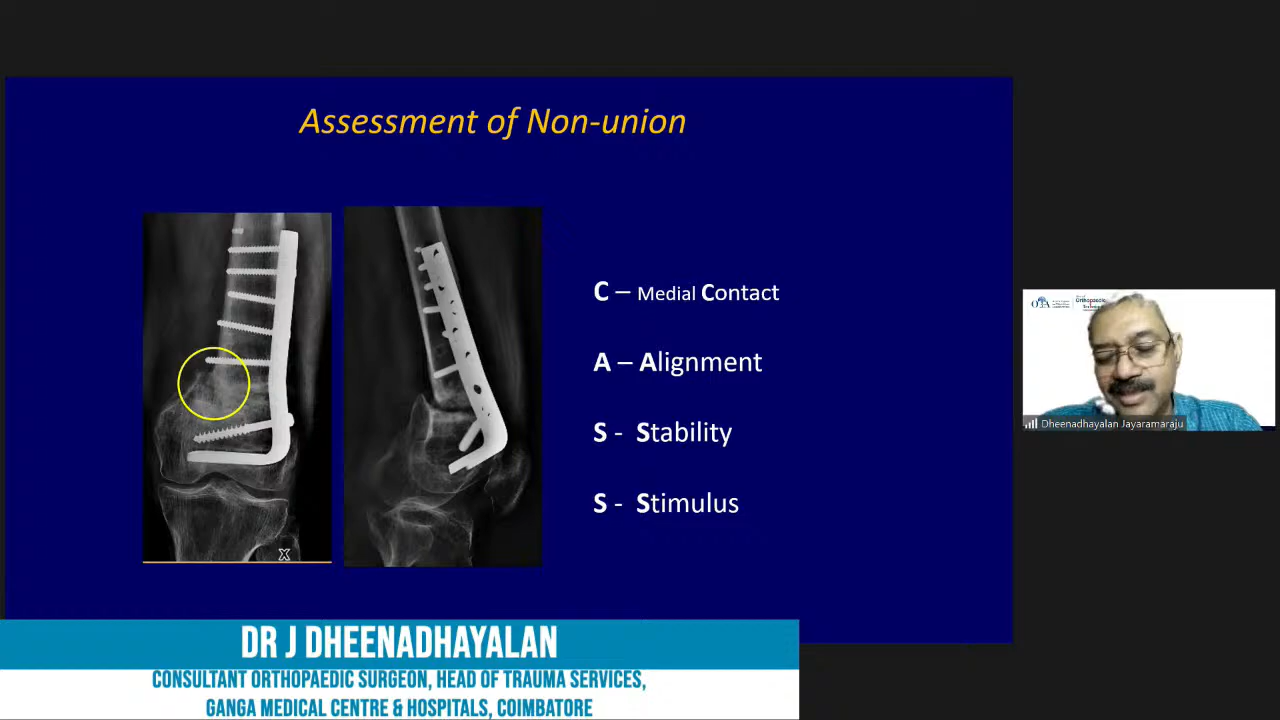 Assessment of Non-union
C – Medial Contact
A – Alignment
S - Stability
S - Stimulus
X
Orthopaedic
Dheenadhayalan Jayaramaraju
DR J DHEENADHAYALAN
CONSULTANT ORTHOPAEDIC SURGEON, HEAD OF TRAUMA SERVICES,
GANGA MEDICAL CENTRE & HOSPITALS, COIMBATORE